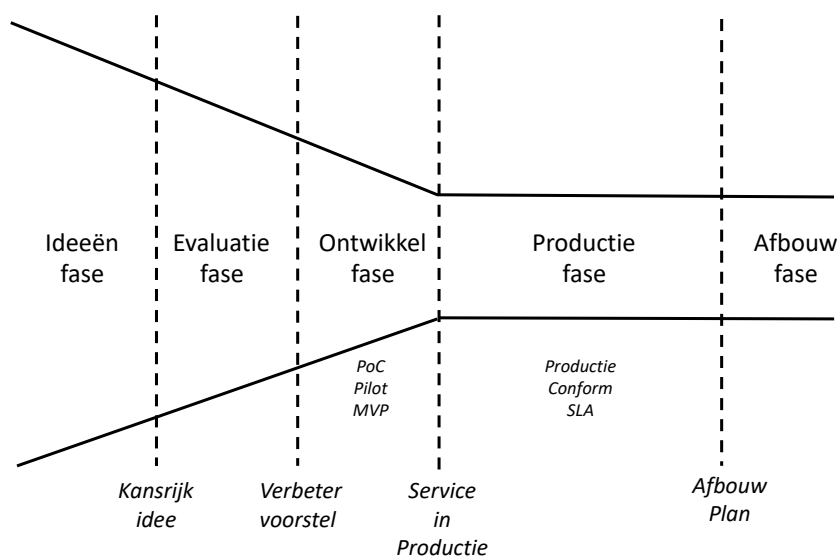 Ideeën
fase
Evaluatie
fase
Ontwikkel
fase
Productie
fase
Afbouw
fase
PoC
Pilot
MVP
Productie
Conform
SLA
Kansrijk
idee
Verbeter
voorstel
Service
in
Productie
Afbouw
Plan